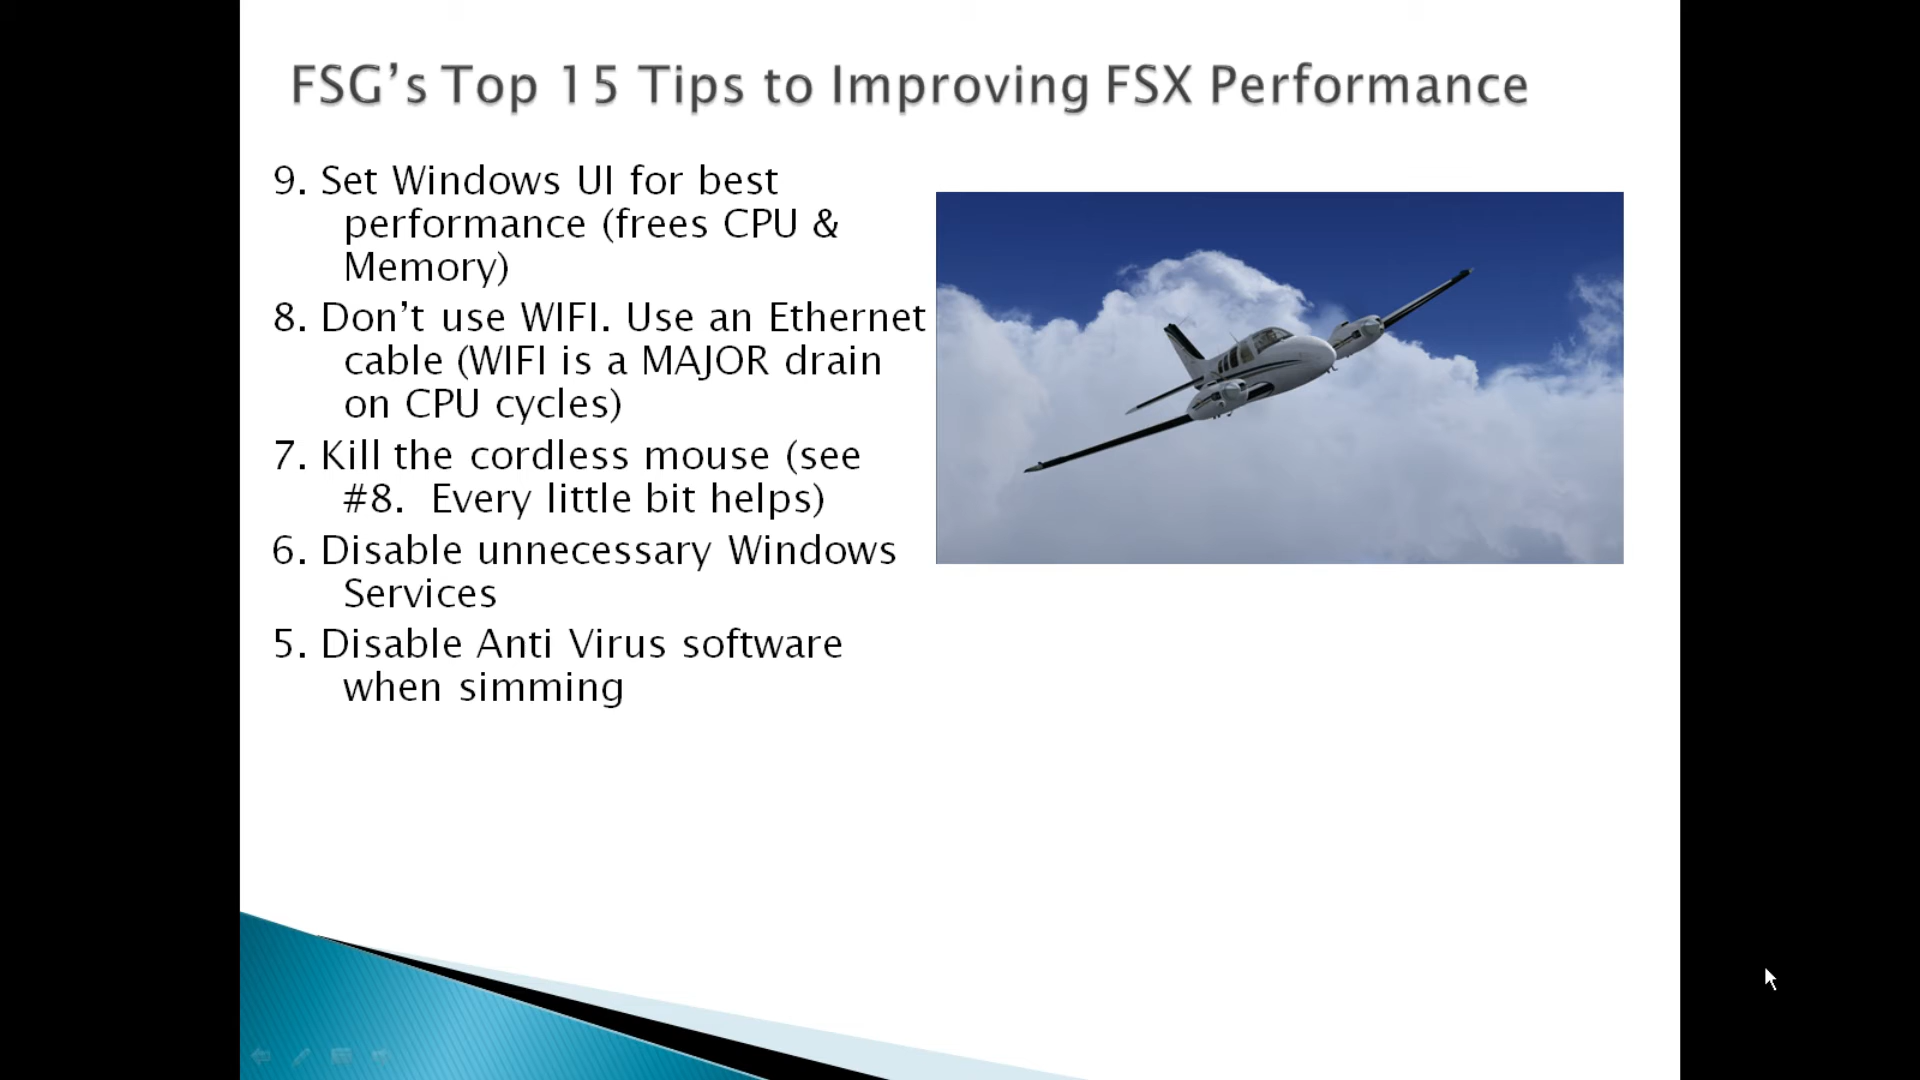 FSG’s Top 15 Tips to Improving FSX Performance
9. Set Windows UI for best
performance (frees CPU &
Memory)
8. Don’t use WIFI. Use an Ethernet
cable (WIFI is a MAJOR drain
on CPU cycles)
7. Kill the cordless mouse (see
#8.  Every little bit helps)
6. Disable unnecessary Windows
Services
5. Disable Anti Virus software
when simming